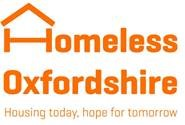 Homeless
Oxfordshire
Housing today, hope for tomorrow